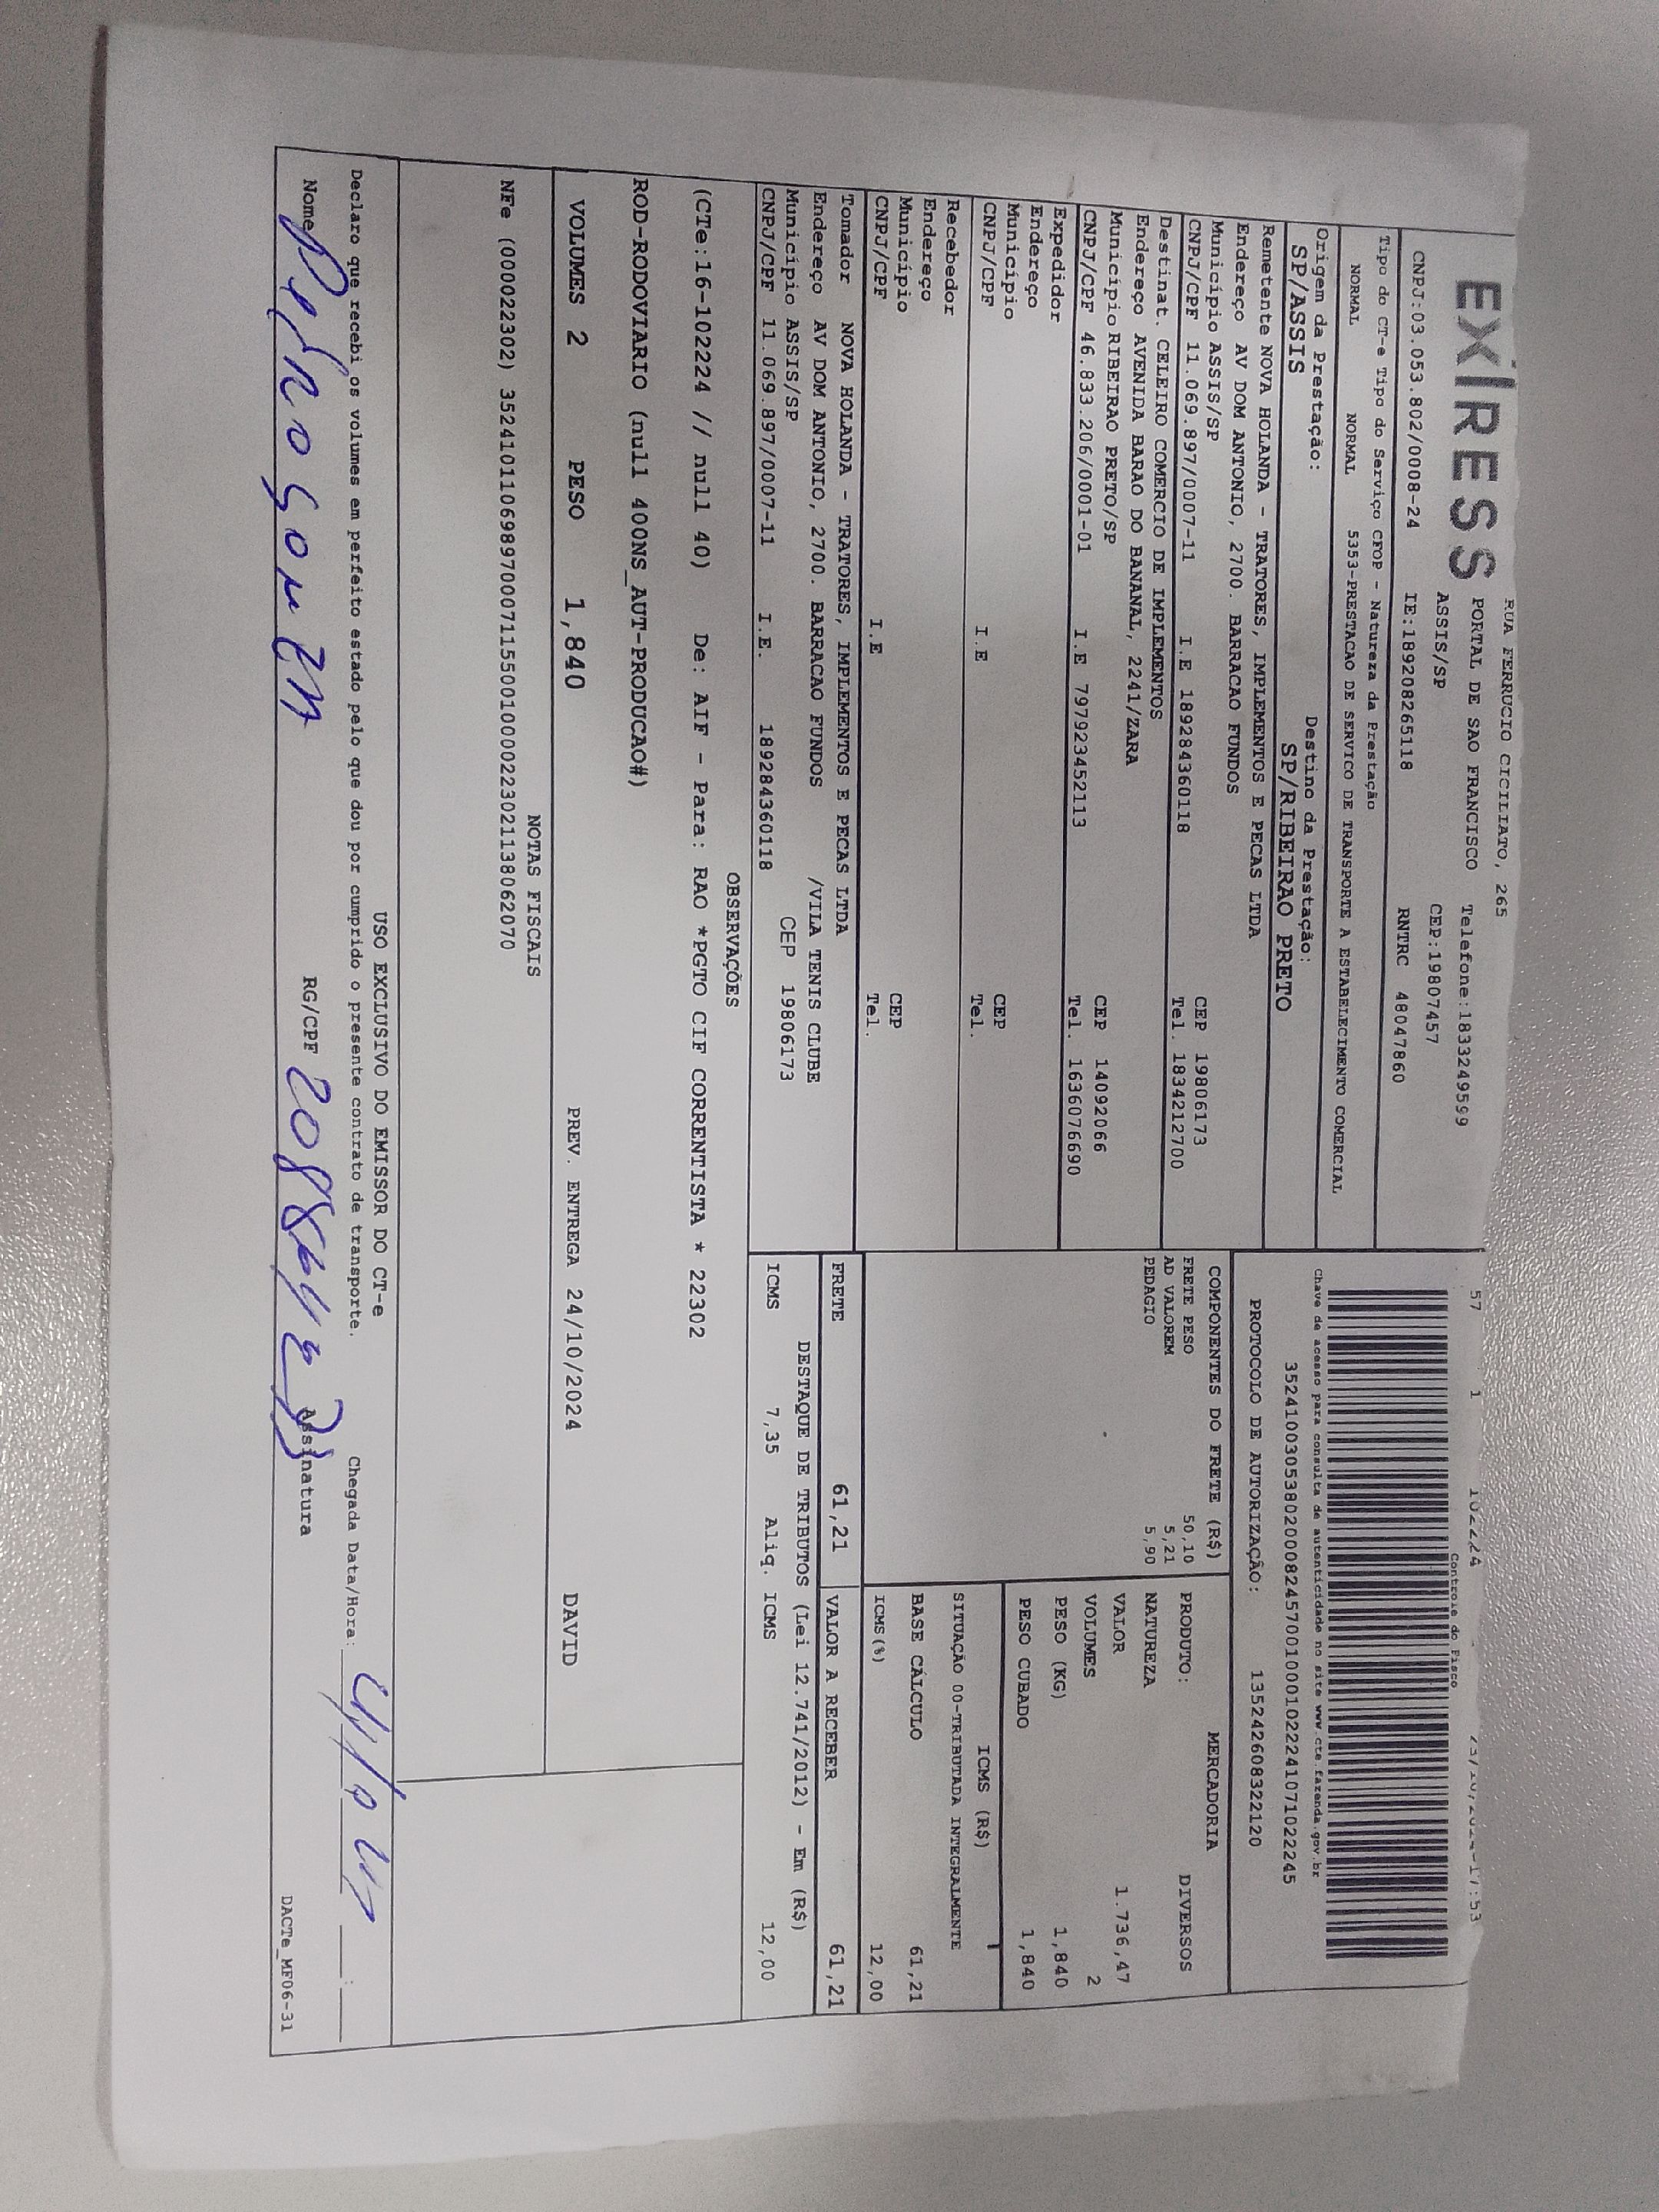 EXPRESS
RUA FERRUCIO CICILIATO, 265
PORTAL DE SAO FRANCISCO Telefone:1833249599
ASSIS/SP CEP:19807457
CNPJ:03.053.802/0008-24 IE:189208265118 RNTRC 48047860
Tipo do CT-e Tipo do Serviço CFOP - Natureza da Prestação
NORMAL NORMAL 5353-PRESTACAO DE SERVICO DE TRANSPORTE A ESTABELECIMENTO COMERCIAL
Origem da Prestação: Destino da Prestação:
SP/ASSIS SP/RIBEIRAO PRETO
Remetente NOVA HOLANDA - TRATORES, IMPLEMENTOS E PECAS LTDA
Endereço AV DOM ANTONIO, 2700. BARRACAO FUNDOS
Município ASSIS/SP CEP 19806173
CNPJ/CPF 11.069.897/0007-11 I.E 189284360118 Tel. 1834212700
Destinat. CELEIRO COMERCIO DE IMPLEMENTOS
Endereço AVENIDA BARAO DO BANANAL, 2241/ZARA
Município RIBEIRAO PRETO/SP CEP 14092066
CNPJ/CPF 46.833.206/0001-01 I.E 797923452113 Tel. 1636076690
Expedidor
Endereço
Município CEP
CNPJ/CPF I.E Tel.
Recebedor
Endereço
Município CEP
CNPJ/CPF I.E Tel.
Tomador NOVA HOLANDA - TRATORES, IMPLEMENTOS E PECAS LTDA
Endereço AV DOM ANTONIO, 2700. BARRACAO FUNDOS /VILA TENIS CLUBE
Município ASSIS/SP CEP 19806173
CNPJ/CPF 11.069.897/0007-11 I.E. 189284360118
57 1 102224 23/10/2024-17:53
Controle do Fisco
Chave de acesso para consulta de autenticidade no site www.cte.fazenda.gov.br
35241003053802000824570010001022241071022245
PROTOCOLO DE AUTORIZAÇÃO: 135242608322120
COMPONENTES DO FRETE (R$)
FRETE PESO 50,10
AD VALOREM 5,21
PEDAGIO 5,90
MERCADORIA
PRODUTO: DIVERSOS
NATUREZA
VALOR 1.736,47
VOLUMES 2
PESO (KG) 1,840
PESO CUBADO 1,840
ICMS (R$)
SITUAÇÃO 00-TRIBUTADA INTEGRALMENTE
BASE CÁLCULO 61,21
ICMS(%) 12,00
FRETE 61,21 VALOR A RECEBER 61,21
DESTAQUE DE TRIBUTOS (Lei 12.741/2012) - Em (R$)
ICMS 7,35 Aliq. ICMS 12,00
OBSERVAÇÕES
(CTe:16-102224 // null 40) De: AIF - Para: RAO *PGTO CIF CORRENTISTA * 22302
ROD-RODOVIARIO (null 400NS_AUT-PRODUCAO#)
VOLUMES 2 PESO 1,840 PREV. ENTREGA 24/10/2024 DAVID
NOTAS FISCAIS
NFe (000022302) 35241011069897000711550010000223021138062070
USO EXCLUSIVO DO EMISSOR DO CT-e
Declaro que recebi os volumes em perfeito estado pelo que dou por cumprido o presente contrato de transporte. Chegada Data/Hora: :
Nome RG/CPF Assinatura
DACTe_MF06-31